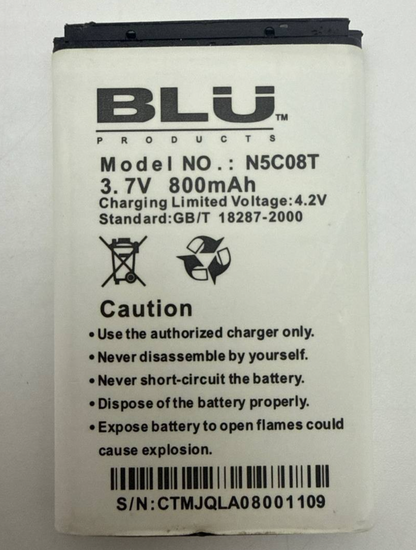 BLU™
PRODUCTS
Model NO.: N5C08T
3.7V 800mAh
Charging Limited Voltage:4.2V
Standard:GB/T 18287-2000
Caution
•Use the authorized charger only.
•Never disassemble by yourself.
•Never short-circuit the battery.
•Dispose of the battery properly.
•Expose battery to open flames could
cause explosion.
S/N:CTMJQLA08001109